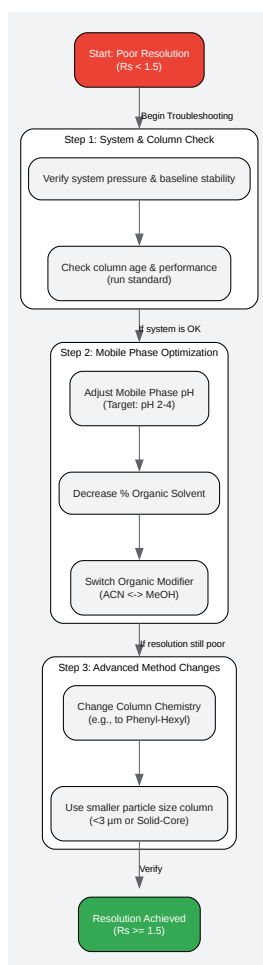 Start: Poor Resolution
(Rs < 1.5)
Begin Troubleshooting
Step 1: System & Column Check
Verify system pressure & baseline stability
Check column age & performance
(run standard)
If system is OK
Step 2: Mobile Phase Optimization
Adjust Mobile Phase pH
(Target: pH 2-4)
Decrease % Organic Solvent
Switch Organic Modifier
(ACN <-> MeOH)
If resolution still poor
Step 3: Advanced Method Changes
Change Column Chemistry
(e.g., to Phenyl-Hexyl)
Use smaller particle size column
(<3 µm or Solid-Core)
Verify
Resolution Achieved
(Rs >= 1.5)